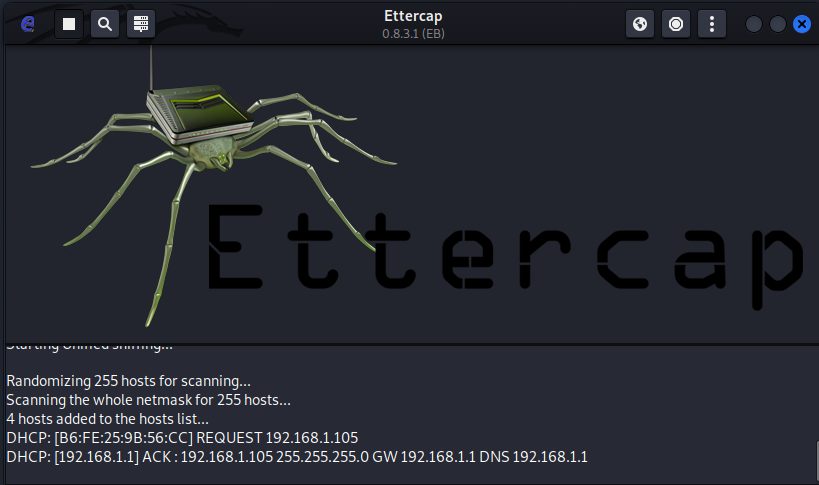 Ettercap
0.8.3.1 (EB)
Ettercap
Starting Unified sniffing...
Randomizing 255 hosts for scanning...
Scanning the whole netmask for 255 hosts...
4 hosts added to the hosts list...
DHCP: [B6:FE:25:9B:56:CC] REQUEST 192.168.1.105
DHCP: [192.168.1.1] ACK : 192.168.1.105 255.255.255.0 GW 192.168.1.1 DNS 192.168.1.1